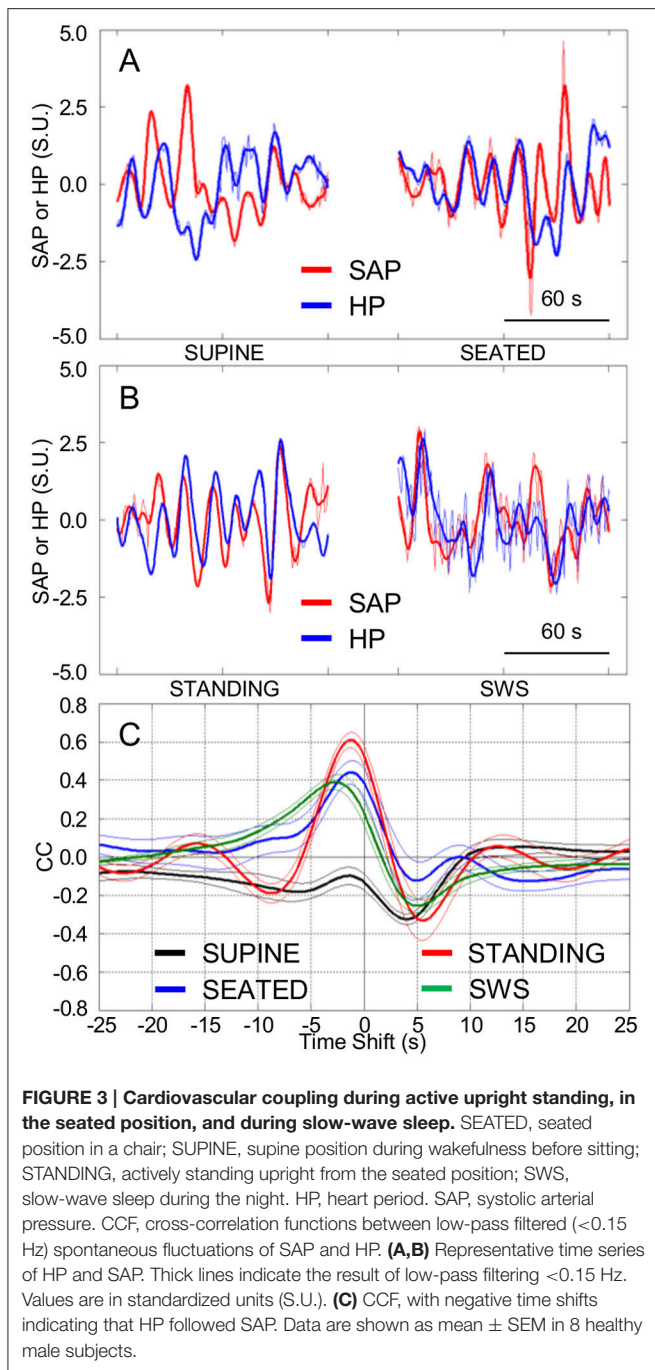 A
5.0
2.5
0.0
-2.5
-5.0
SAP or HP (S.U.)
SAP
HP
60 s
SUPINE SEATED
B
5.0
2.5
0.0
-2.5
-5.0
SAP or HP (S.U.)
SAP
HP
60 s
STANDING SWS
C
0.8
0.6
0.4
0.2
0.0
-0.2
-0.4
-0.6
-0.8
CC
SUPINE STANDING
SEATED SWS
-25 -20 -15 -10 -5 0 5 10 15 20 25
Time Shift (s)
FIGURE 3 | Cardiovascular coupling during active upright standing, in
the seated position, and during slow-wave sleep. SEATED, seated
position in a chair; SUPINE, supine position during wakefulness before sitting;
STANDING, actively standing upright from the seated position; SWS,
slow-wave sleep during the night. HP, heart period. SAP, systolic arterial
pressure. CCF, cross-correlation functions between low-pass filtered (<0.15
Hz) spontaneous fluctuations of SAP and HP. (A,B) Representative time series
of HP and SAP. Thick lines indicate the result of low-pass filtering <0.15 Hz.
Values are in standardized units (S.U.). (C) CCF, with negative time shifts
indicating that HP followed SAP. Data are shown as mean ± SEM in 8 healthy
male subjects.